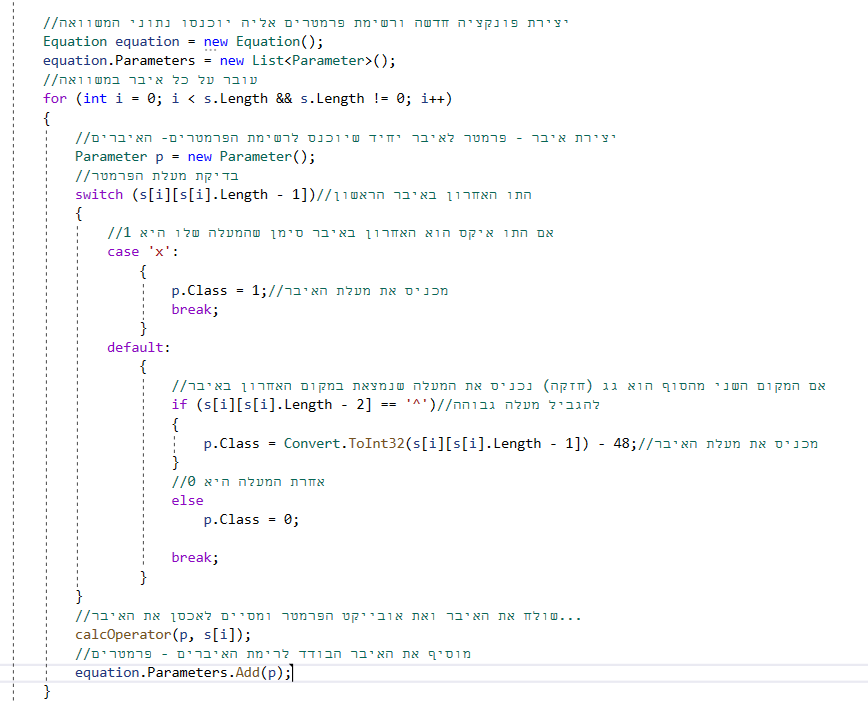 //יצירת פונקציה חדשה ורשימת פרמטרים אליה יוכנסו נתוני המשוואה
Equation equation = new Equation();
equation.Parameters = new List<Parameter>();
//עובר על כל איבר במשוואה
for (int i = 0; i < s.Length && s.Length != 0; i++)
{
//יצירת איבר - פרמטר לאיבר יחיד שיוכנס לרשימת הפרמטרים- האיברים
Parameter p = new Parameter();
//בדיקת מעלת הפרמטר
switch (s[i][s[i].Length - 1])//התו האחרון באיבר הראשון
{
//אם התו איקס הוא האחרון באיבר סימן שהמעלה שלו היא 1
case 'x':
{
p.Class = 1;//מכניס את מעלת האיבר
break;
}
default:
{
//אם המקום השני מהסוף הוא גג (חזקה) נכניס את המעלה שנמצאת במקום האחרון באיבר
if (s[i][s[i].Length - 2] == '^')//להגביל מעלה גבוהה
{
p.Class = Convert.ToInt32(s[i][s[i].Length - 1]) - 48;//מכניס את מעלת האיבר
}
//אחרת המעלה היא 0
else
p.Class = 0;
break;
}
}
//שולח את האיבר ואת אובייקט הפרמטר ומסיים לאכסן את האיבר...
calcOperator(p, s[i]);
//מוסיף את האיבר הבודד לרימת האיברים - פרמטרים
equation.Parameters.Add(p);
}